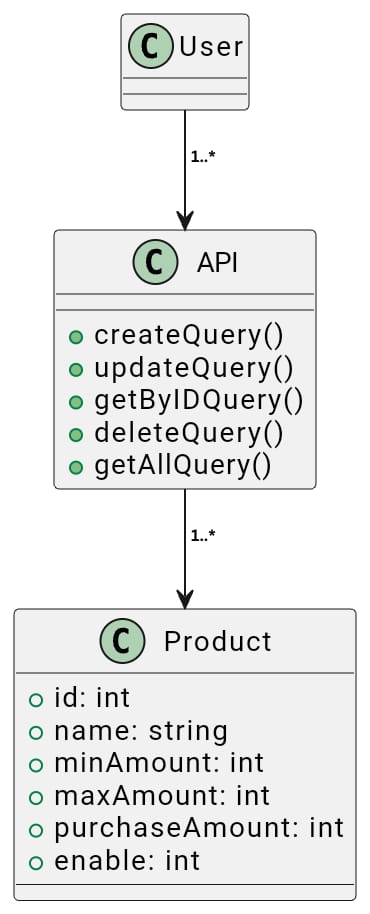 C User
1..*
C API
createQuery()
updateQuery()
getByIDQuery()
deleteQuery()
getAllQuery()
1..*
C Product
id: int
name: string
minAmount: int
maxAmount: int
purchaseAmount: int
enable: int